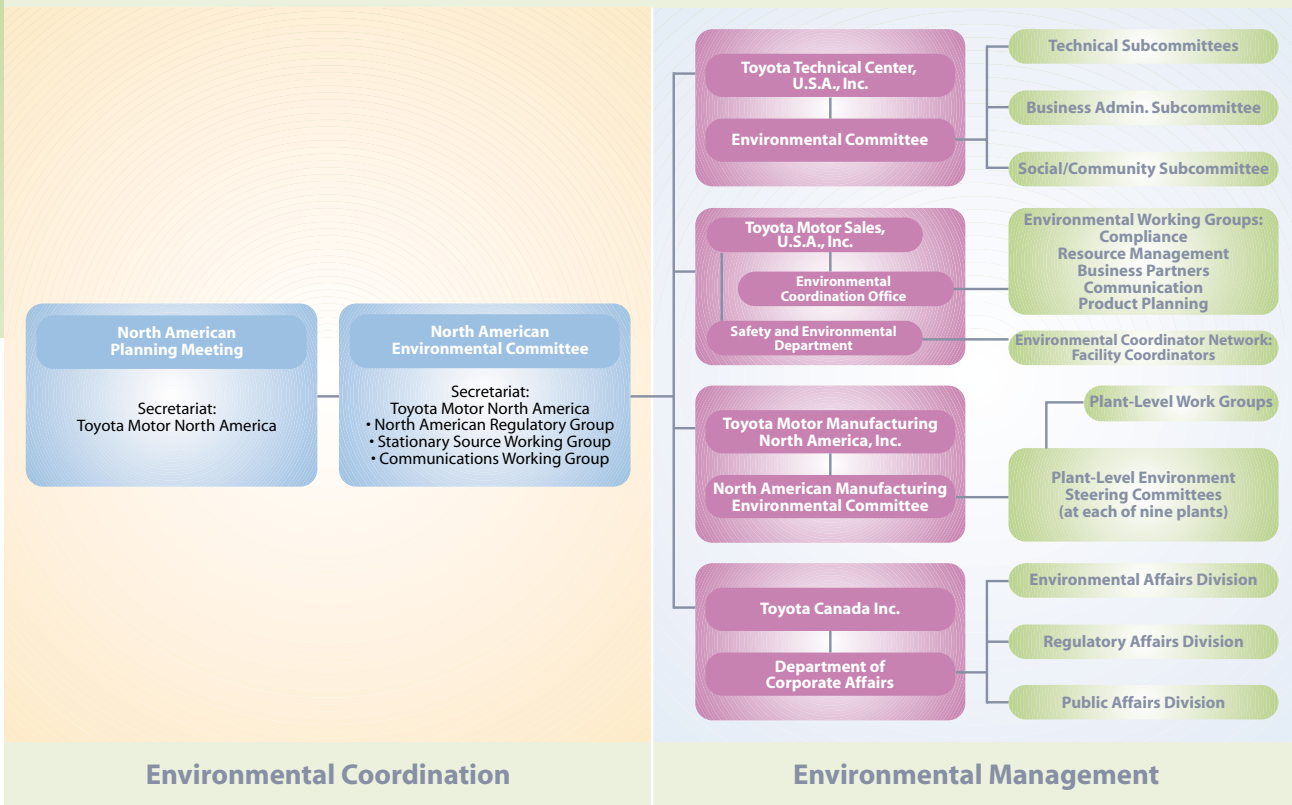 North American
Planning Meeting
Secretariat:
Toyota Motor North America
North American
Environmental Committee
Secretariat:
Toyota Motor North America
• North American Regulatory Group
• Stationary Source Working Group
• Communications Working Group
Toyota Technical Center,
U.S.A., Inc.
Environmental Committee
Technical Subcommittees
Business Admin. Subcommittee
Social/Community Subcommittee
Toyota Motor Sales,
U.S.A., Inc.
Environmental
Coordination Office
Safety and Environmental
Department
Environmental Working Groups:
Compliance
Resource Management
Business Partners
Communication
Product Planning
Environmental Coordinator Network:
Facility Coordinators
Toyota Motor Manufacturing
North America, Inc.
North American Manufacturing
Environmental Committee
Plant-Level Work Groups
Plant-Level Environment
Steering Committees
(at each of nine plants)
Toyota Canada Inc.
Department of
Corporate Affairs
Environmental Affairs Division
Regulatory Affairs Division
Public Affairs Division
Environmental Coordination
Environmental Management